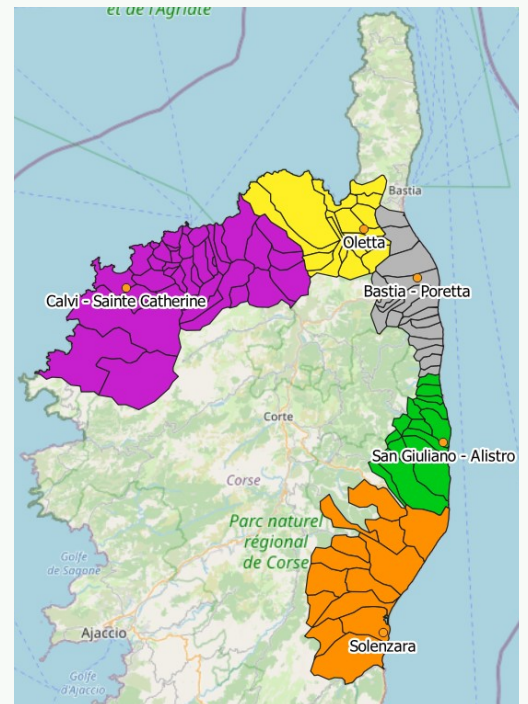 et de l'Agriate
Bastia
Oletta
Bastia - Poretta
Calvi - Sainte Catherine
Corte
San Giuliano - Alistro
Corse
Parc naturel
régional
de Corse
Golfe
de Sagone
Ajaccio
Solenzara
Golfe
d'Ajaccio